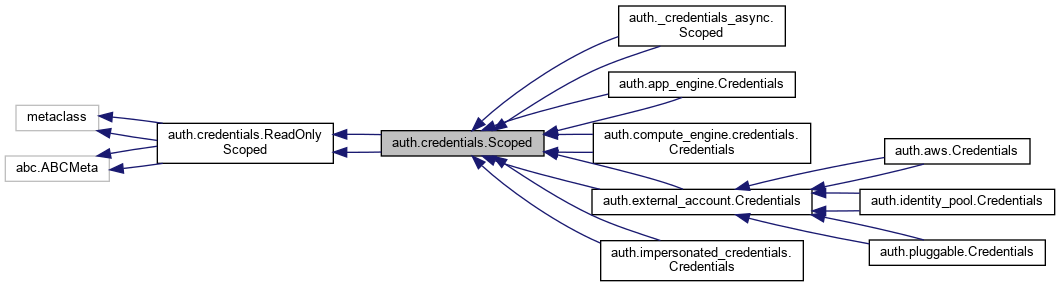 metaclass
abc.ABCMeta
auth.credentials.ReadOnly
Scoped
auth.credentials.Scoped
auth._credentials_async.
Scoped
auth.app_engine.Credentials
auth.compute_engine.credentials.
Credentials
auth.external_account.Credentials
auth.impersonated_credentials.
Credentials
auth.aws.Credentials
auth.identity_pool.Credentials
auth.pluggable.Credentials